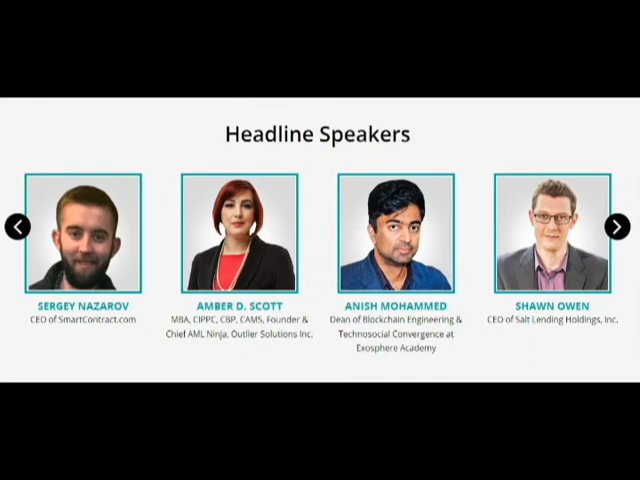 Headline Speakers
SERGEY NAZAROV
CEO of SmartContract.com
AMBER D. SCOTT
MBA, CIPPC, CBP, CAMS, Founder &
Chief AML Ninja, Outlier Solutions Inc.
ANISH MOHAMMED
Dean of Blockchain Engineering &
Technosocial Convergence at
Exosphere Academy
SHAWN OWEN
CEO of Salt Lending Holdings, Inc.